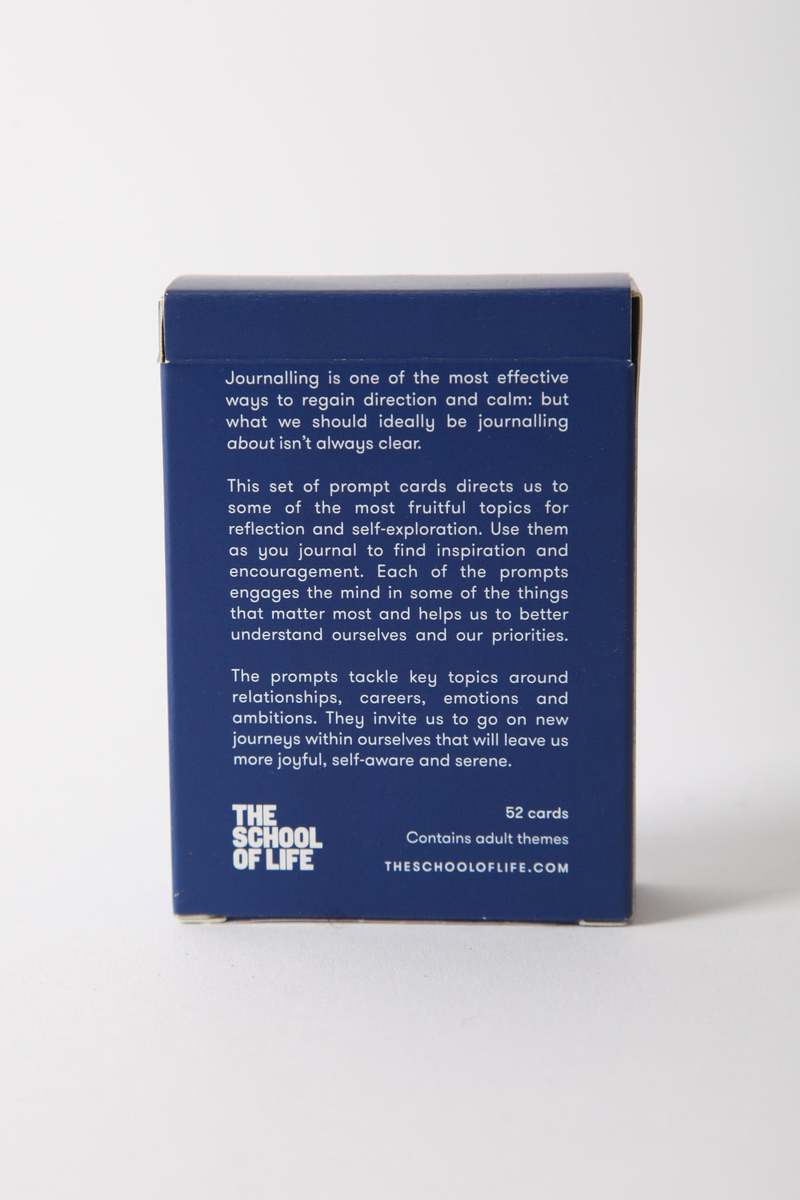 Journalling is one of the most effective
ways to regain direction and calm: but
what we should ideally be journalling
about isn't always clear.
This set of prompt cards directs us to
some of the most fruitful topics for
reflection and self-exploration. Use them
as you journal to find inspiration and
encouragement. Each of the prompts
engages the mind in some of the things
that matter most and helps us to better
understand ourselves and our priorities.
The prompts tackle key topics around
relationships, careers, emotions and
ambitions. They invite us to go on new
journeys within ourselves that will leave us
more joyful, self-aware and serene.
THE
SCHOOL
OF LIFE
52 cards
Contains adult themes
THESCHOOLOFLIFE.COM